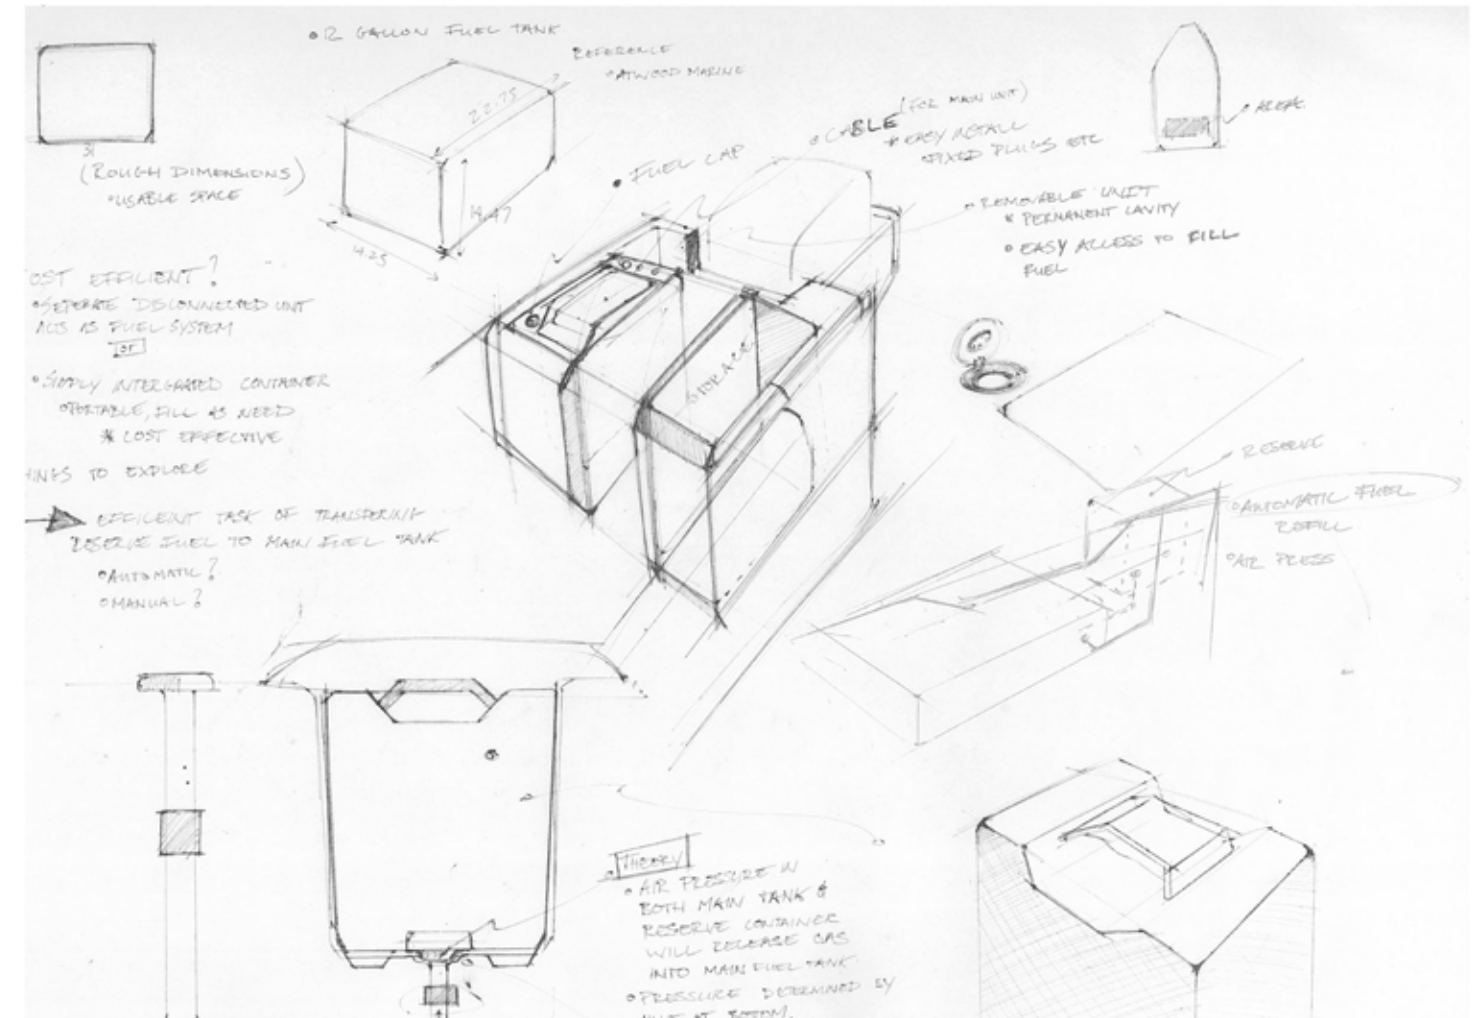 12 GALLON FUEL TANK
REFERENCE
ATWOOD MARINE
22.75
14.47
14.25
(ROUGH DIMENSIONS)
USABLE SPACE
FUEL CAP
CABLE (FOR MAIN UNIT)
* EASY INSTALL
FIXED PLUGS ETC
AREA
REMOVABLE UNIT
* PERMANENT CAVITY
EASY ACCESS TO FILL
FUEL
OST EFFICIENT?
SEPERATE DISCONNECTED UNIT
ACTS AS FUEL SYSTEM
OR
SIMPLY INTERGRATED CONTAINER
PORTABLE, FILL AS NEED
* COST EFFECTIVE
HINGS TO EXPLORE
EFFICIENT TASK OF TRANSFERING
RESERVE FUEL TO MAIN FUEL TANK
AUTOMATIC?
MANUAL?
STORAGE
RESERVE
AUTOMATIC FUEL
REFILL
AIR PRESS
THEORY
AIR PRESSURE IN
BOTH MAIN TANK &
RESERVE CONTAINER
WILL RELEASE GAS
INTO MAIN FUEL TANK.
PRESSURE DETERMINED BY
AT BOTTOM.